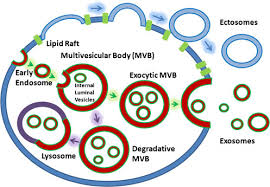 Ectosomes
Lipid Raft
Multivesicular Body (MVB)
Early
Endosome
Internal
Luminal
Vesicles
Exocytic MVB
Exosomes
Lysosome
Degradative
MVB